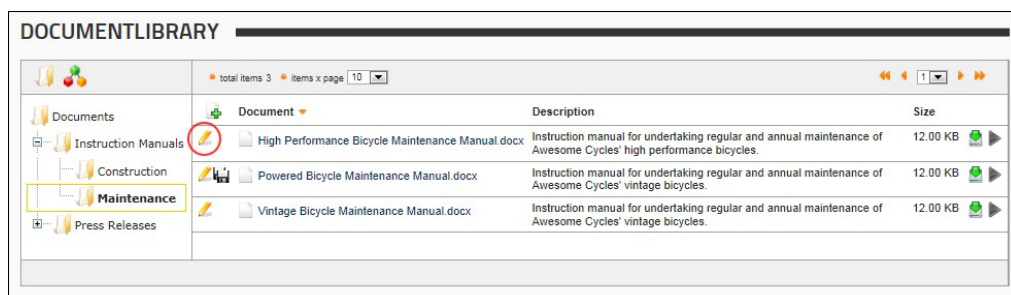 DOCUMENTLIBRARY
total items 3 items x page 10
1
Documents
Instruction Manuals
Construction
Maintenance
Press Releases
Document Description Size
High Performance Bicycle Maintenance Manual.docx Instruction manual for undertaking regular and annual maintenance of 12.00 KB
Awesome Cycles' high performance bicycles.
Powered Bicycle Maintenance Manual.docx Instruction manual for undertaking regular and annual maintenance of 12.00 KB
Awesome Cycles' vintage bicycles.
Vintage Bicycle Maintenance Manual.docx Instruction manual for undertaking regular and annual maintenance of 12.00 KB
Awesome Cycles' vintage bicycles.